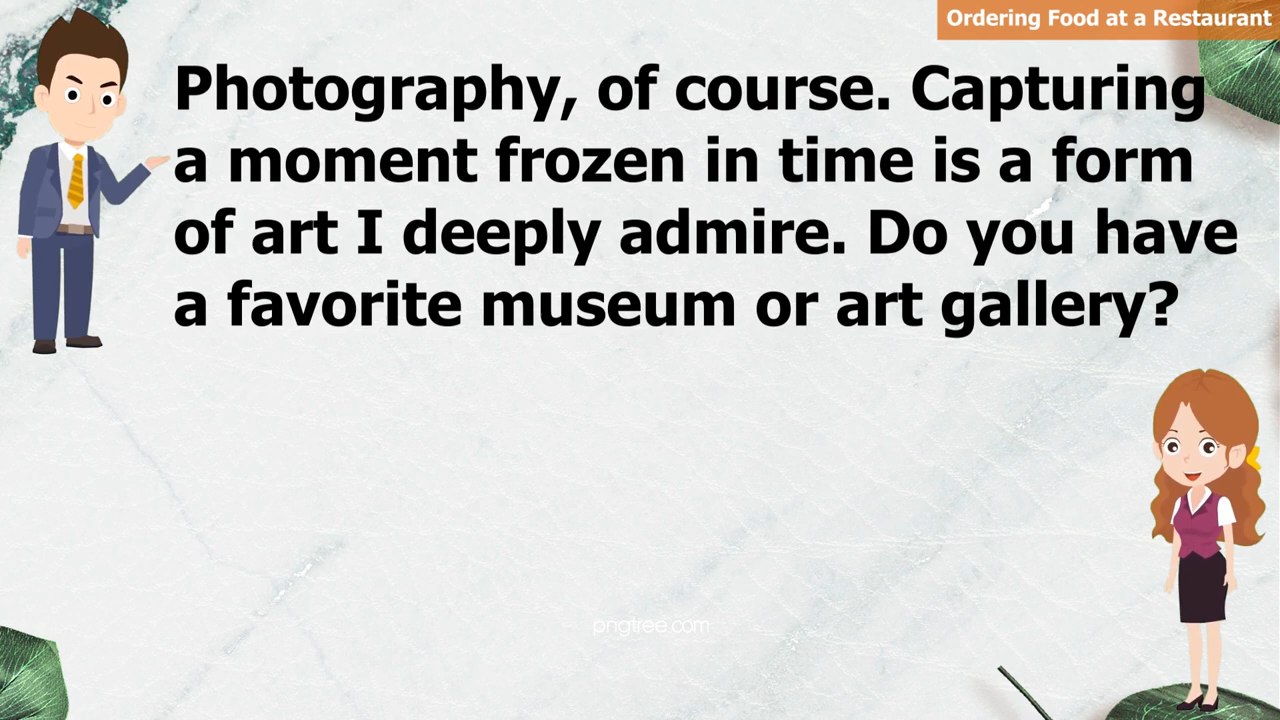 Ordering Food at a Restaurant
Photography, of course. Capturing
a moment frozen in time is a form
of art I deeply admire. Do you have
a favorite museum or art gallery?
pngtree.com